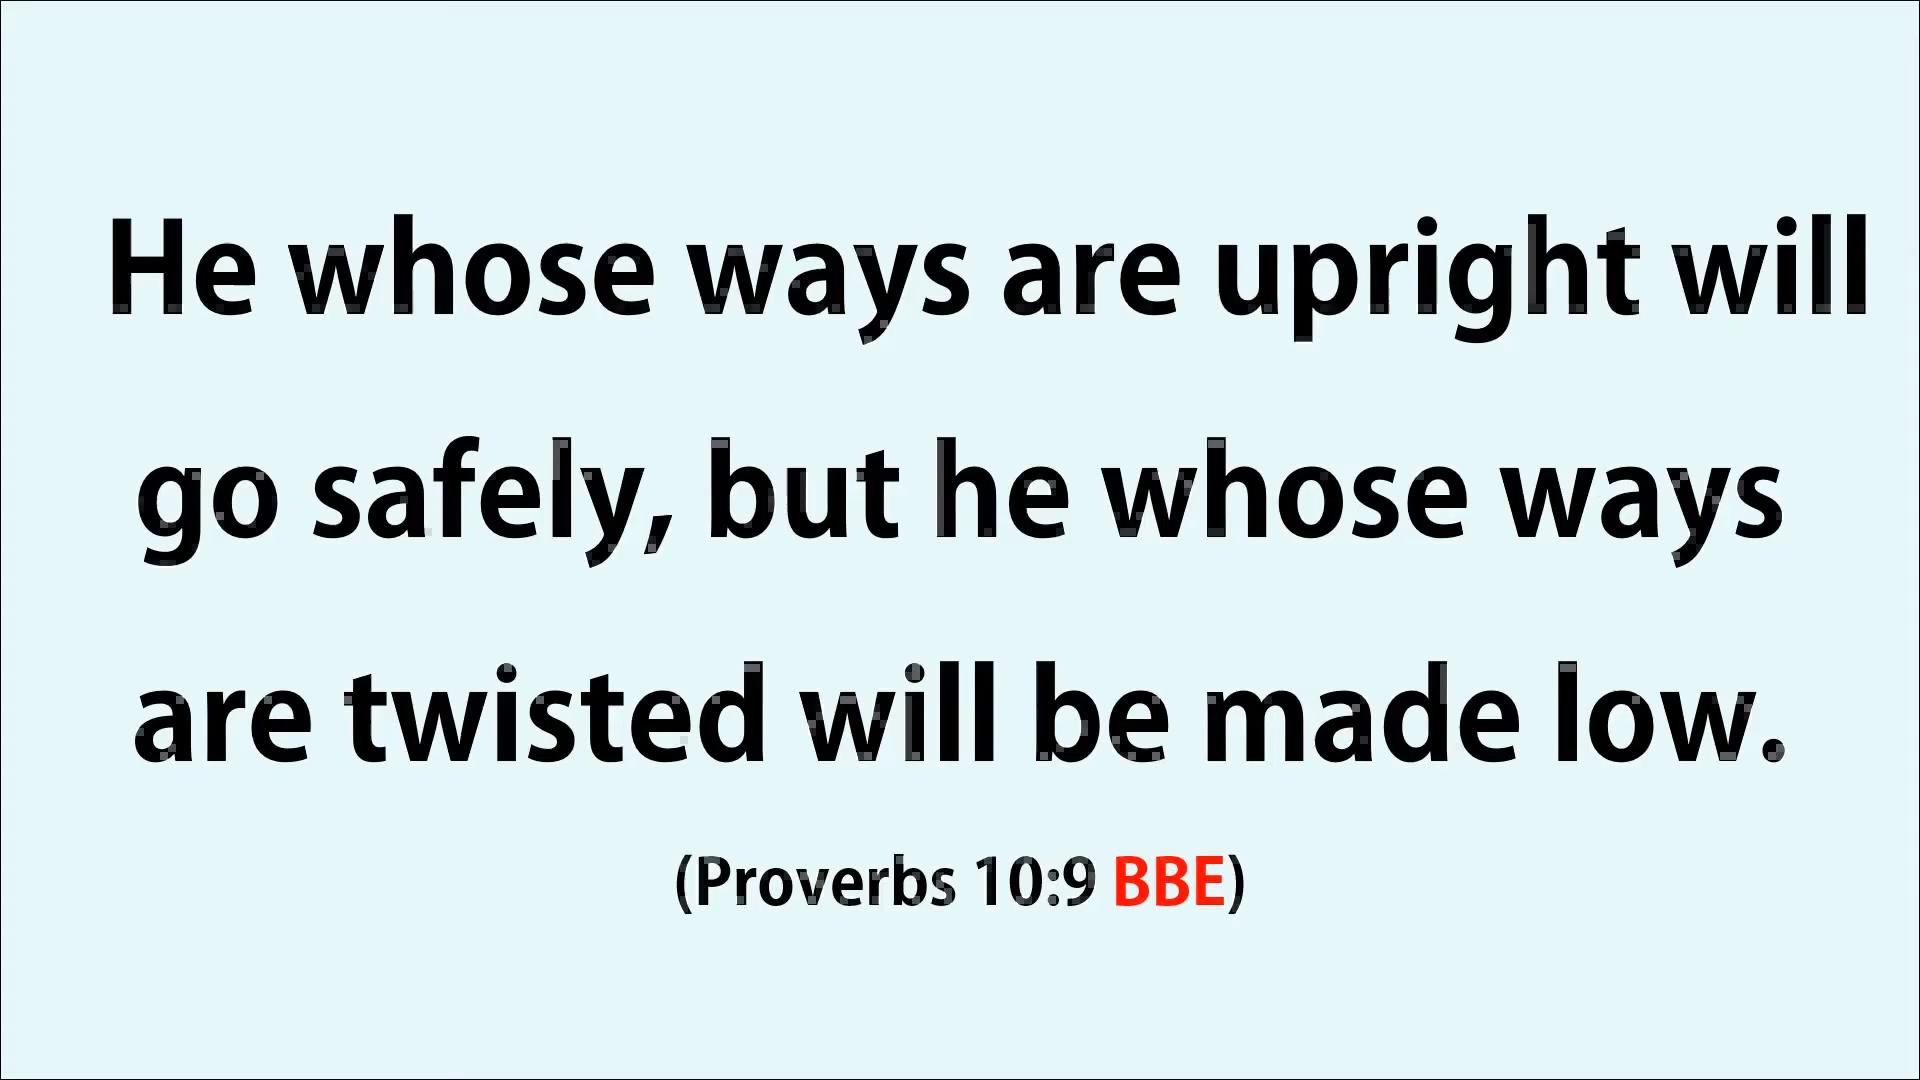 He whose ways are upright will
go safely, but he whose ways
are twisted will be made low.
(Proverbs 10:9 BBE)